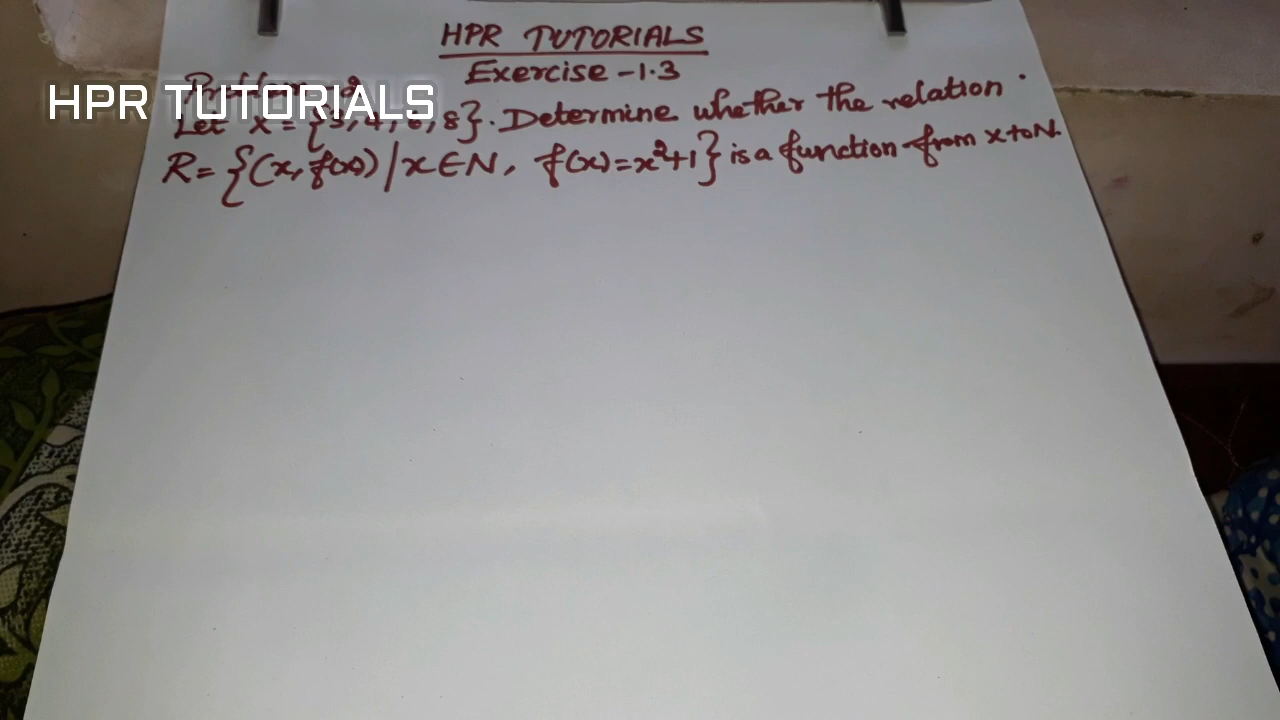 HPR TUTORIALS
Exercise -1.3
HPR TUTORIALS
Let X = {3, 4, 6, 8}. Determine whether the relation
R = {(x, f(x)) | x ∈ N, f(x) = x²+1} is a function from x to N.